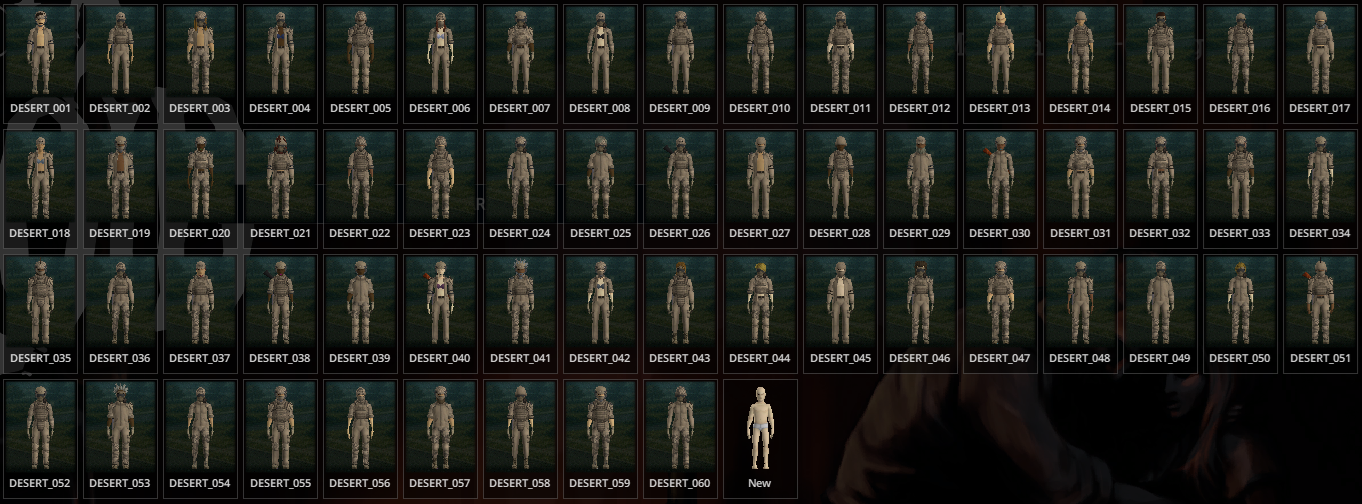 DESERT_001 DESERT_002 DESERT_003 DESERT_004 DESERT_005 DESERT_006 DESERT_007 DESERT_008 DESERT_009 DESERT_010 DESERT_011 DESERT_012 DESERT_013 DESERT_014 DESERT_015 DESERT_016 DESERT_017
DESERT_018 DESERT_019 DESERT_020 DESERT_021 DESERT_022 DESERT_023 DESERT_024 DESERT_025 DESERT_026 DESERT_027 DESERT_028 DESERT_029 DESERT_030 DESERT_031 DESERT_032 DESERT_033 DESERT_034
DESERT_035 DESERT_036 DESERT_037 DESERT_038 DESERT_039 DESERT_040 DESERT_041 DESERT_042 DESERT_043 DESERT_044 DESERT_045 DESERT_046 DESERT_047 DESERT_048 DESERT_049 DESERT_050 DESERT_051
DESERT_052 DESERT_053 DESERT_054 DESERT_055 DESERT_056 DESERT_057 DESERT_058 DESERT_059 DESERT_060 New